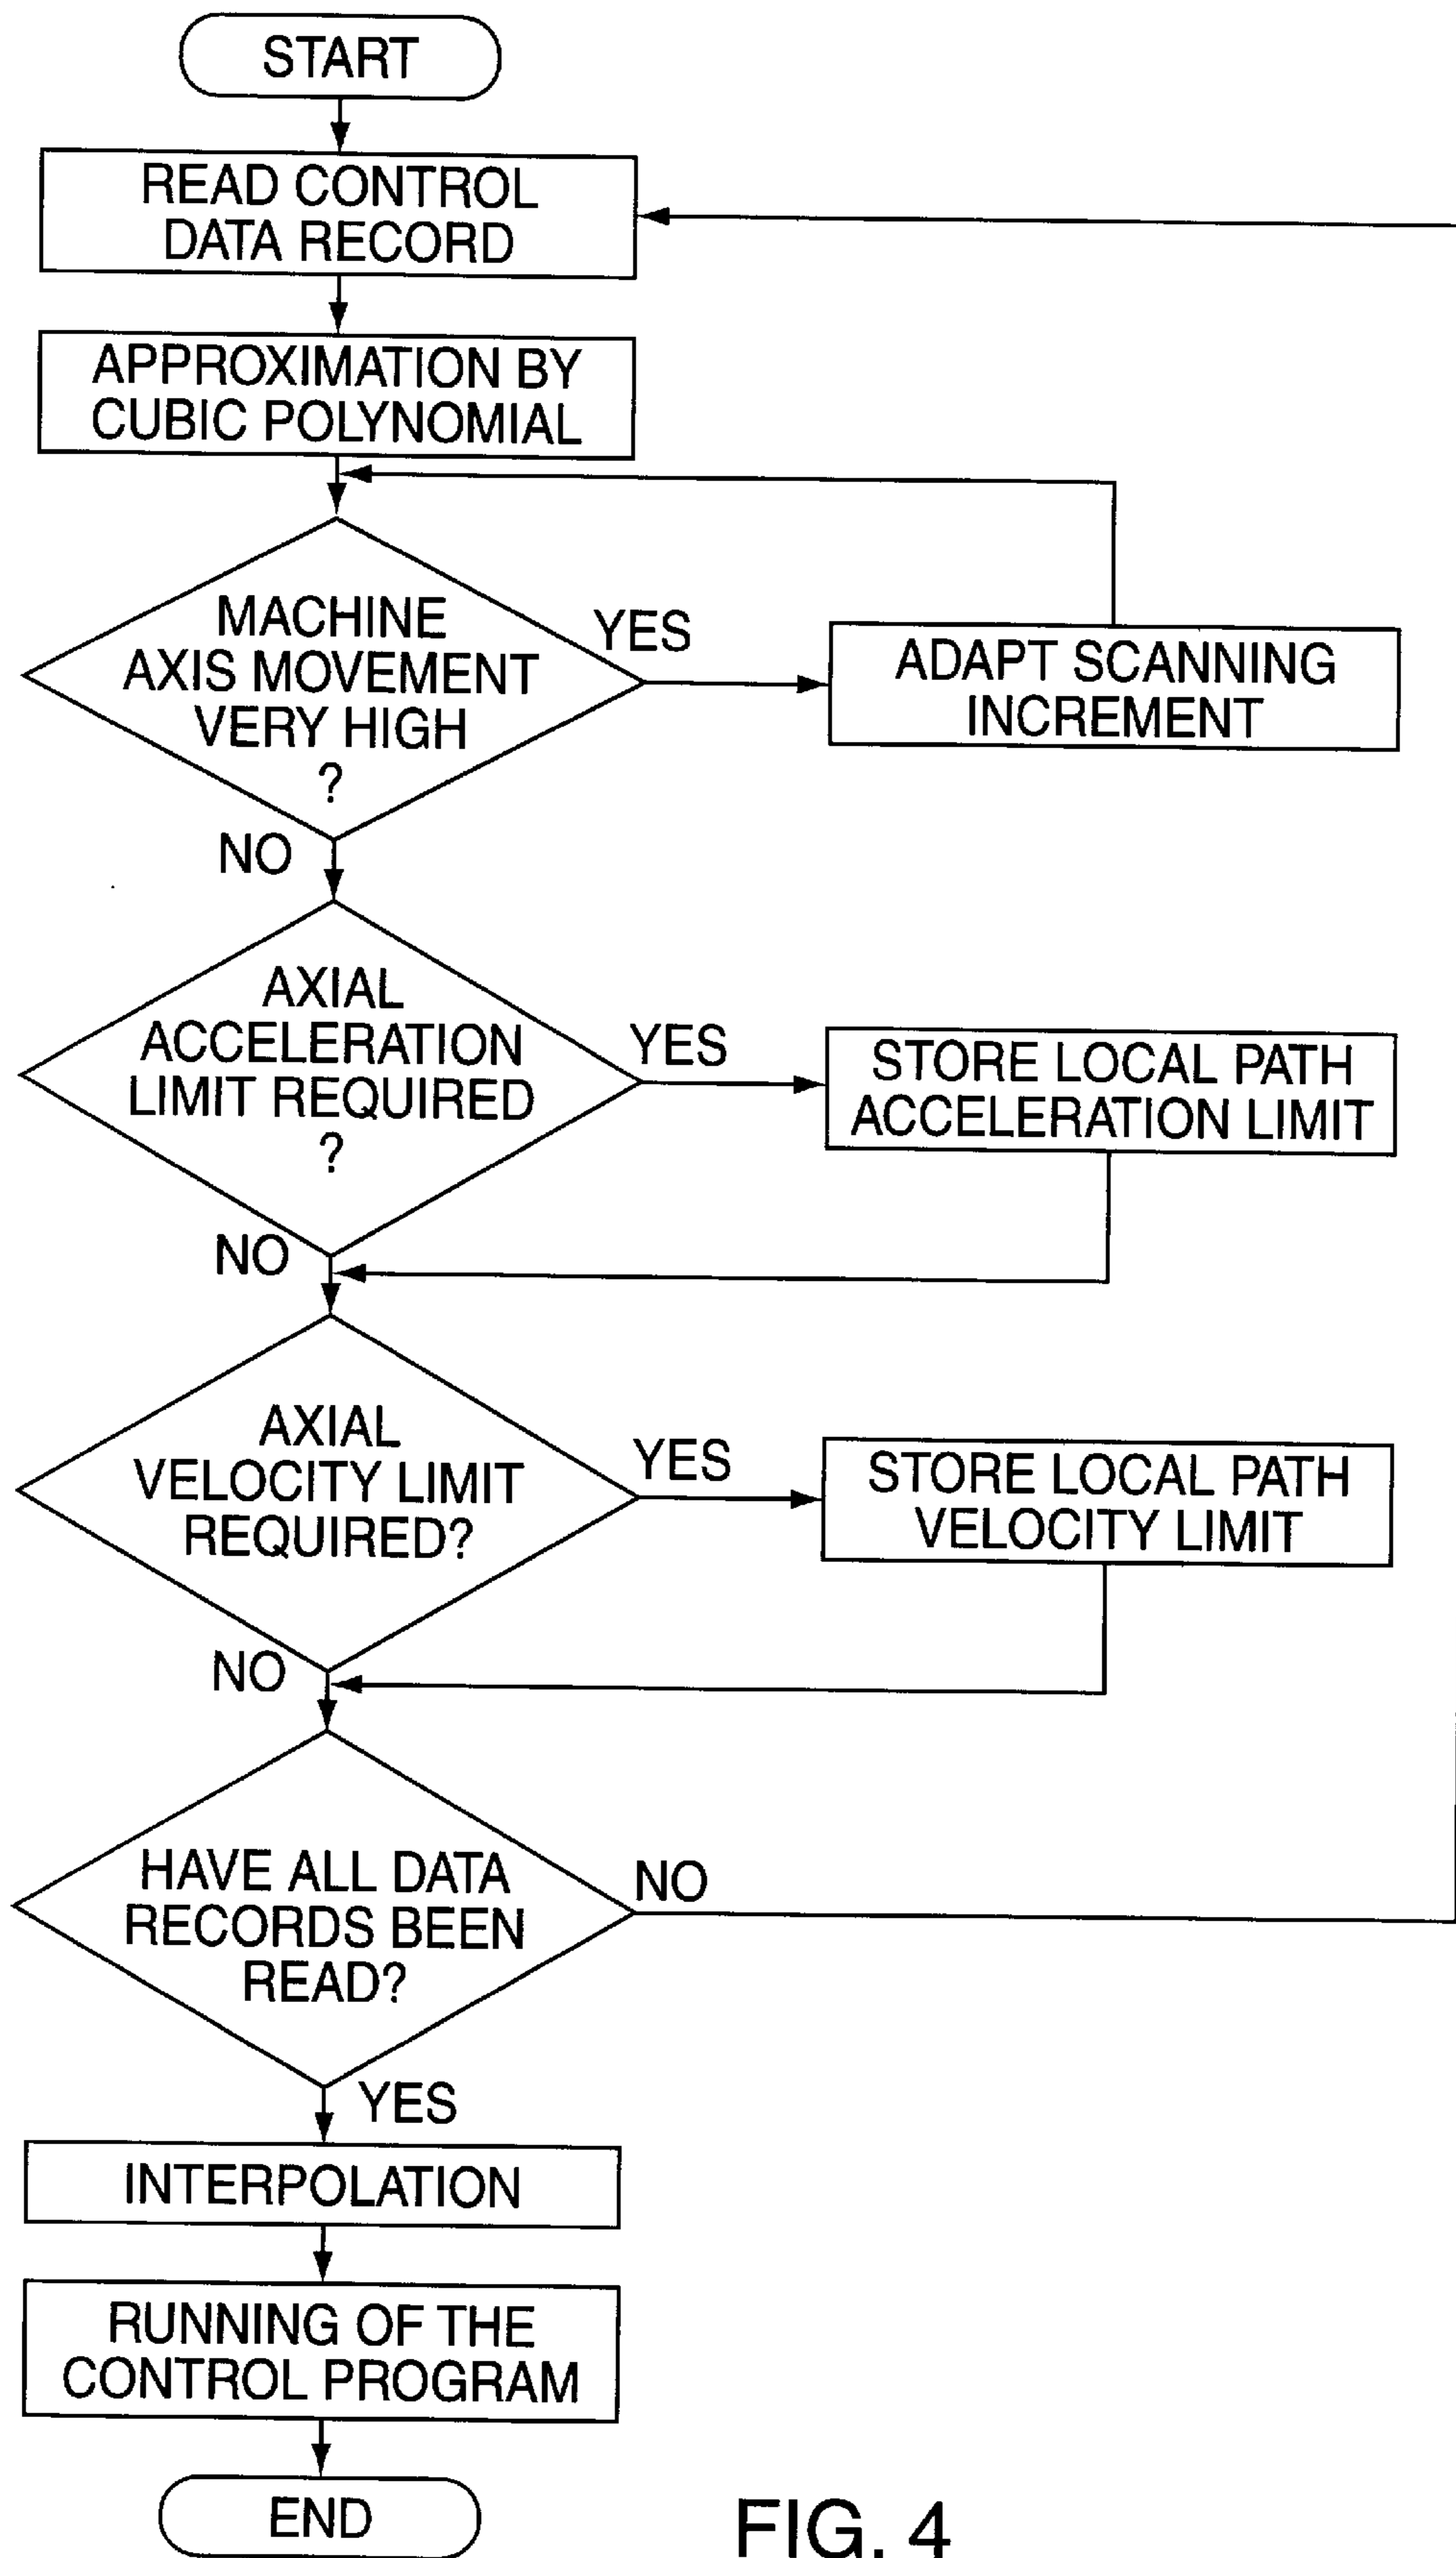 START
READ CONTROL
DATA RECORD
APPROXIMATION BY
CUBIC POLYNOMIAL
MACHINE
AXIS MOVEMENT
VERY HIGH
?
YES
ADAPT SCANNING
INCREMENT
NO
AXIAL
ACCELERATION
LIMIT REQUIRED
?
YES
STORE LOCAL PATH
ACCELERATION LIMIT
NO
AXIAL
VELOCITY LIMIT
REQUIRED?
YES
STORE LOCAL PATH
VELOCITY LIMIT
NO
HAVE ALL DATA
RECORDS BEEN
READ?
NO
YES
INTERPOLATION
RUNNING OF THE
CONTROL PROGRAM
END
FIG. 4